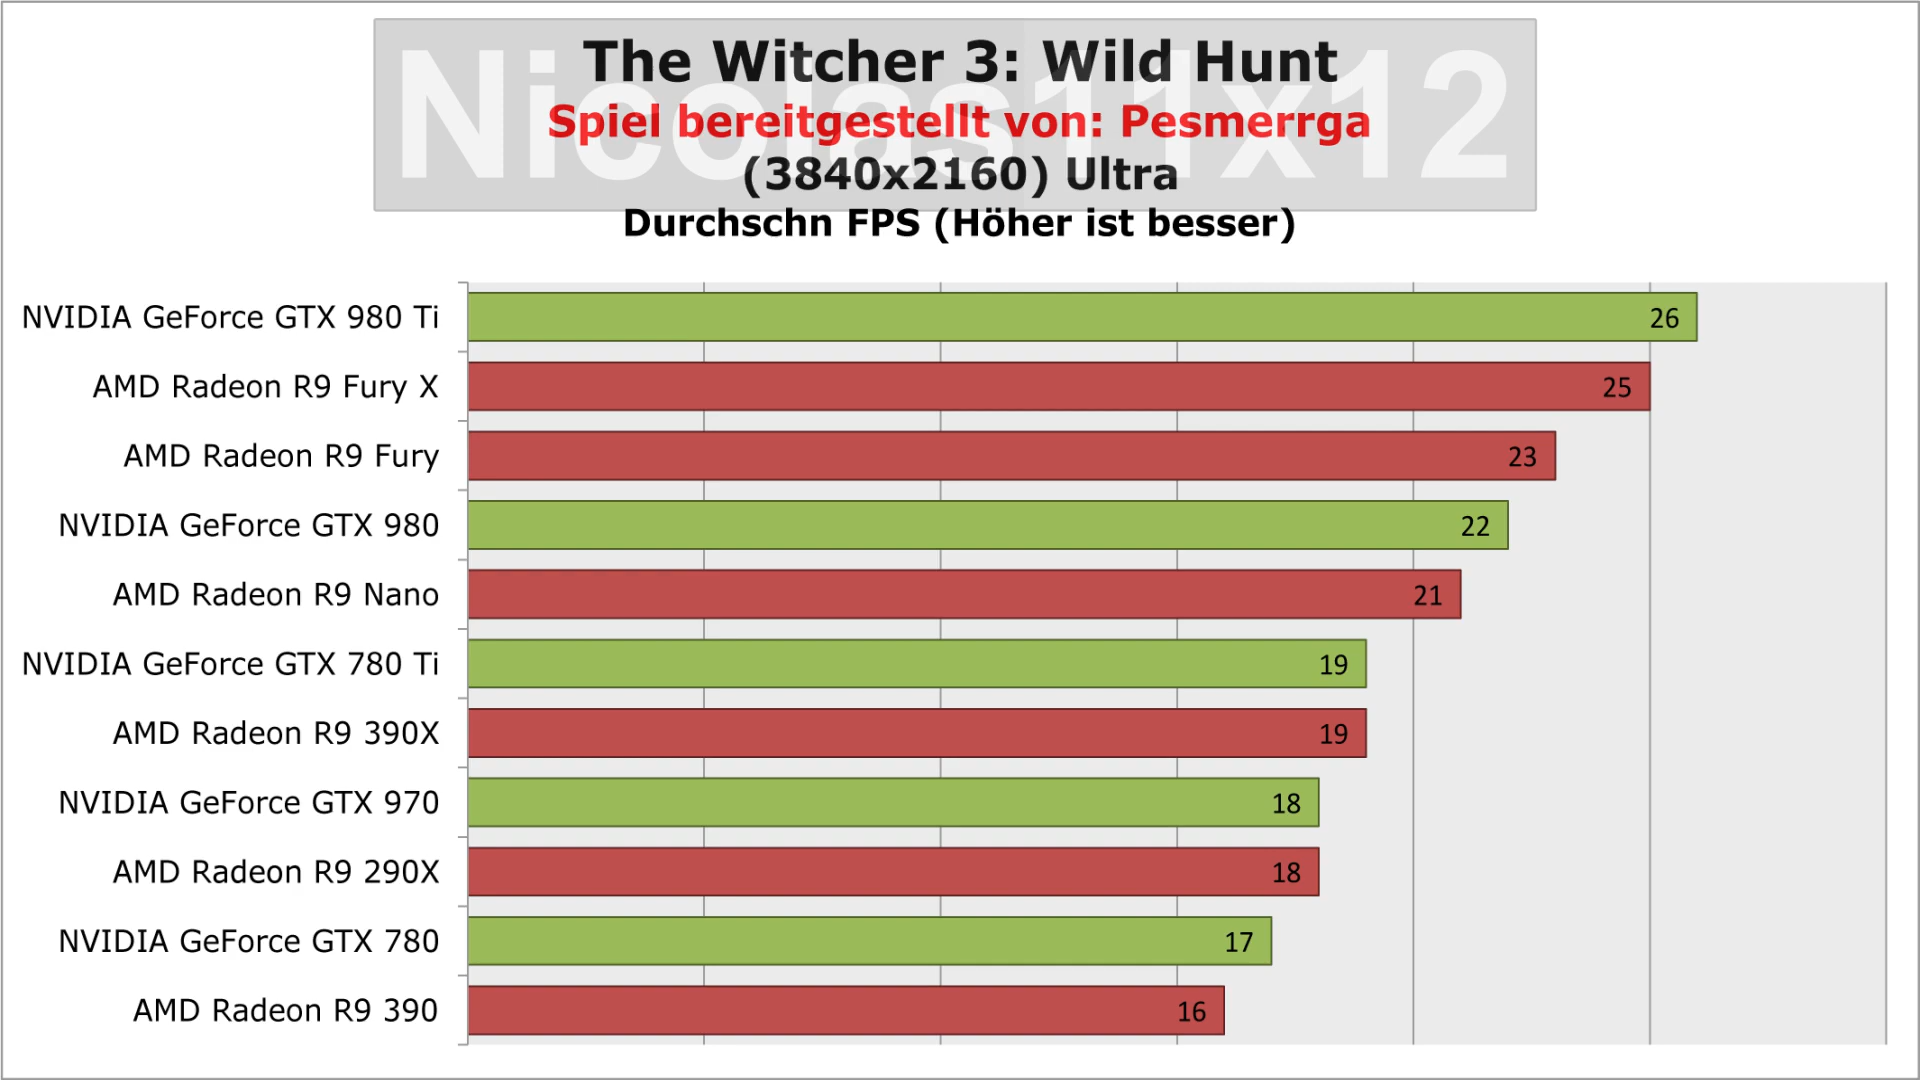 Nicolas11x12
The Witcher 3: Wild Hunt
Spiel bereitgestellt von: Pesmerrga
(3840x2160) Ultra
Durchschn FPS (Höher ist besser)
NVIDIA GeForce GTX 980 Ti 26
AMD Radeon R9 Fury X 25
AMD Radeon R9 Fury 23
NVIDIA GeForce GTX 980 22
AMD Radeon R9 Nano 21
NVIDIA GeForce GTX 780 Ti 19
AMD Radeon R9 390X 19
NVIDIA GeForce GTX 970 18
AMD Radeon R9 290X 18
NVIDIA GeForce GTX 780 17
AMD Radeon R9 390 16